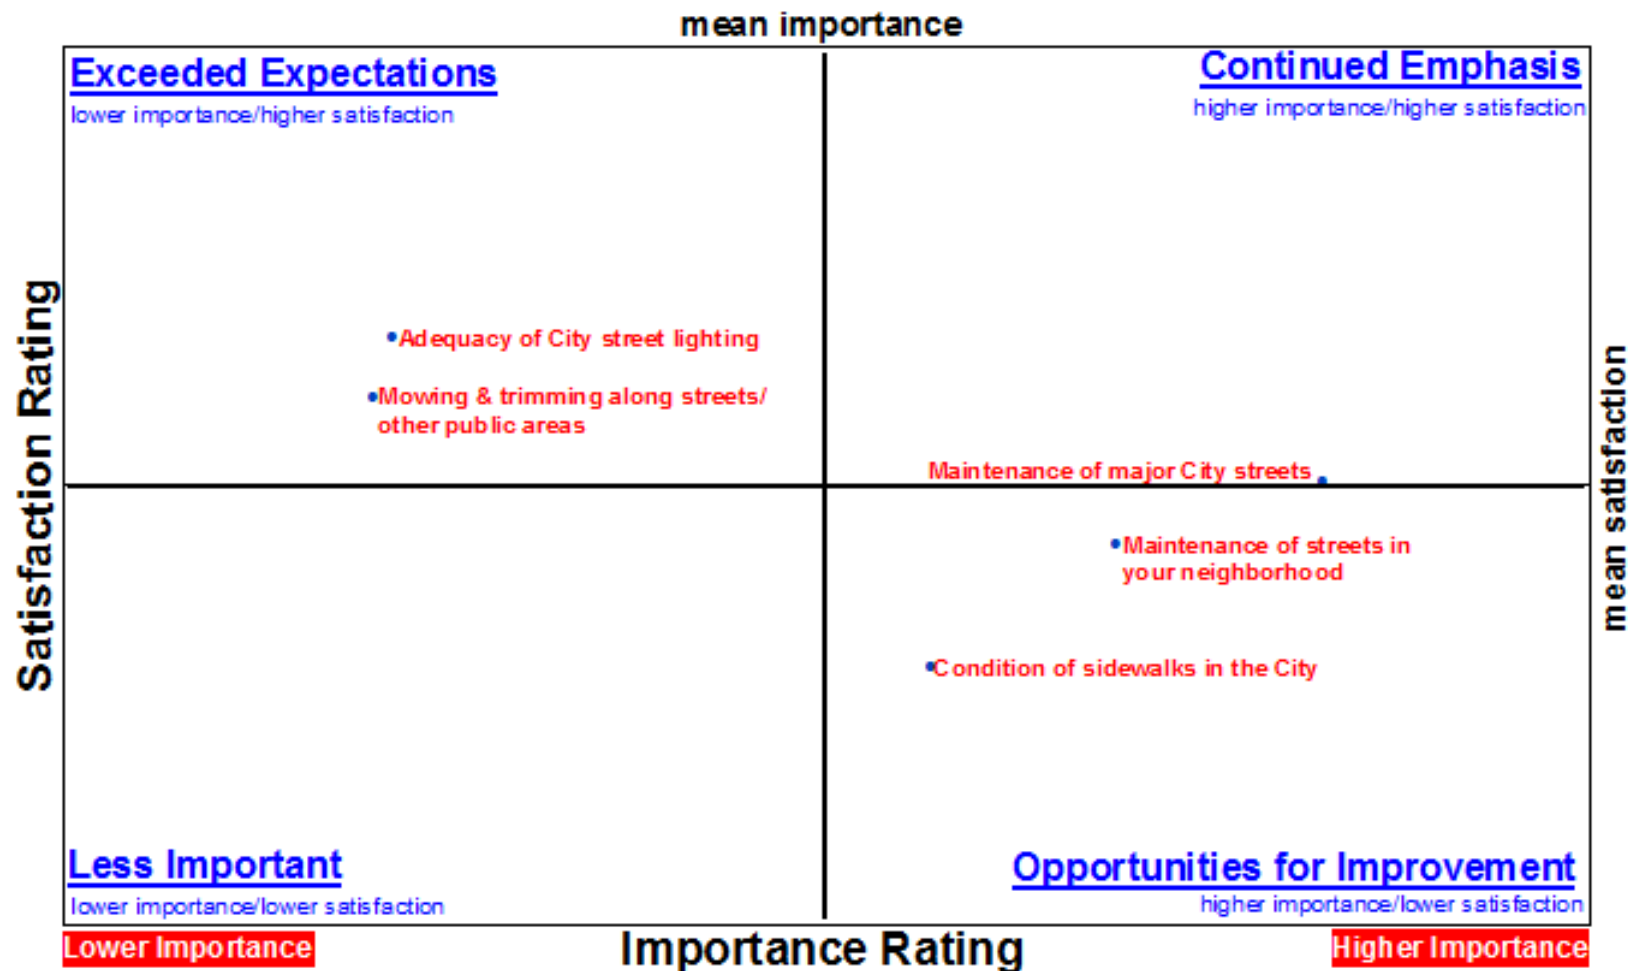 mean importance
Exceeded Expectations
lower importance/higher satisfaction
Continued Emphasis
higher importance/higher satisfaction
Satisfaction Rating
mean satisfaction
Adequacy of City street lighting
Mowing & trimming along streets/
other public areas
Maintenance of major City streets
Maintenance of streets in
your neighborhood
Condition of sidewalks in the City
Less Important
lower importance/lower satisfaction
Opportunities for Improvement
higher importance/lower satisfaction
Lower Importance
Importance Rating
Higher Importance